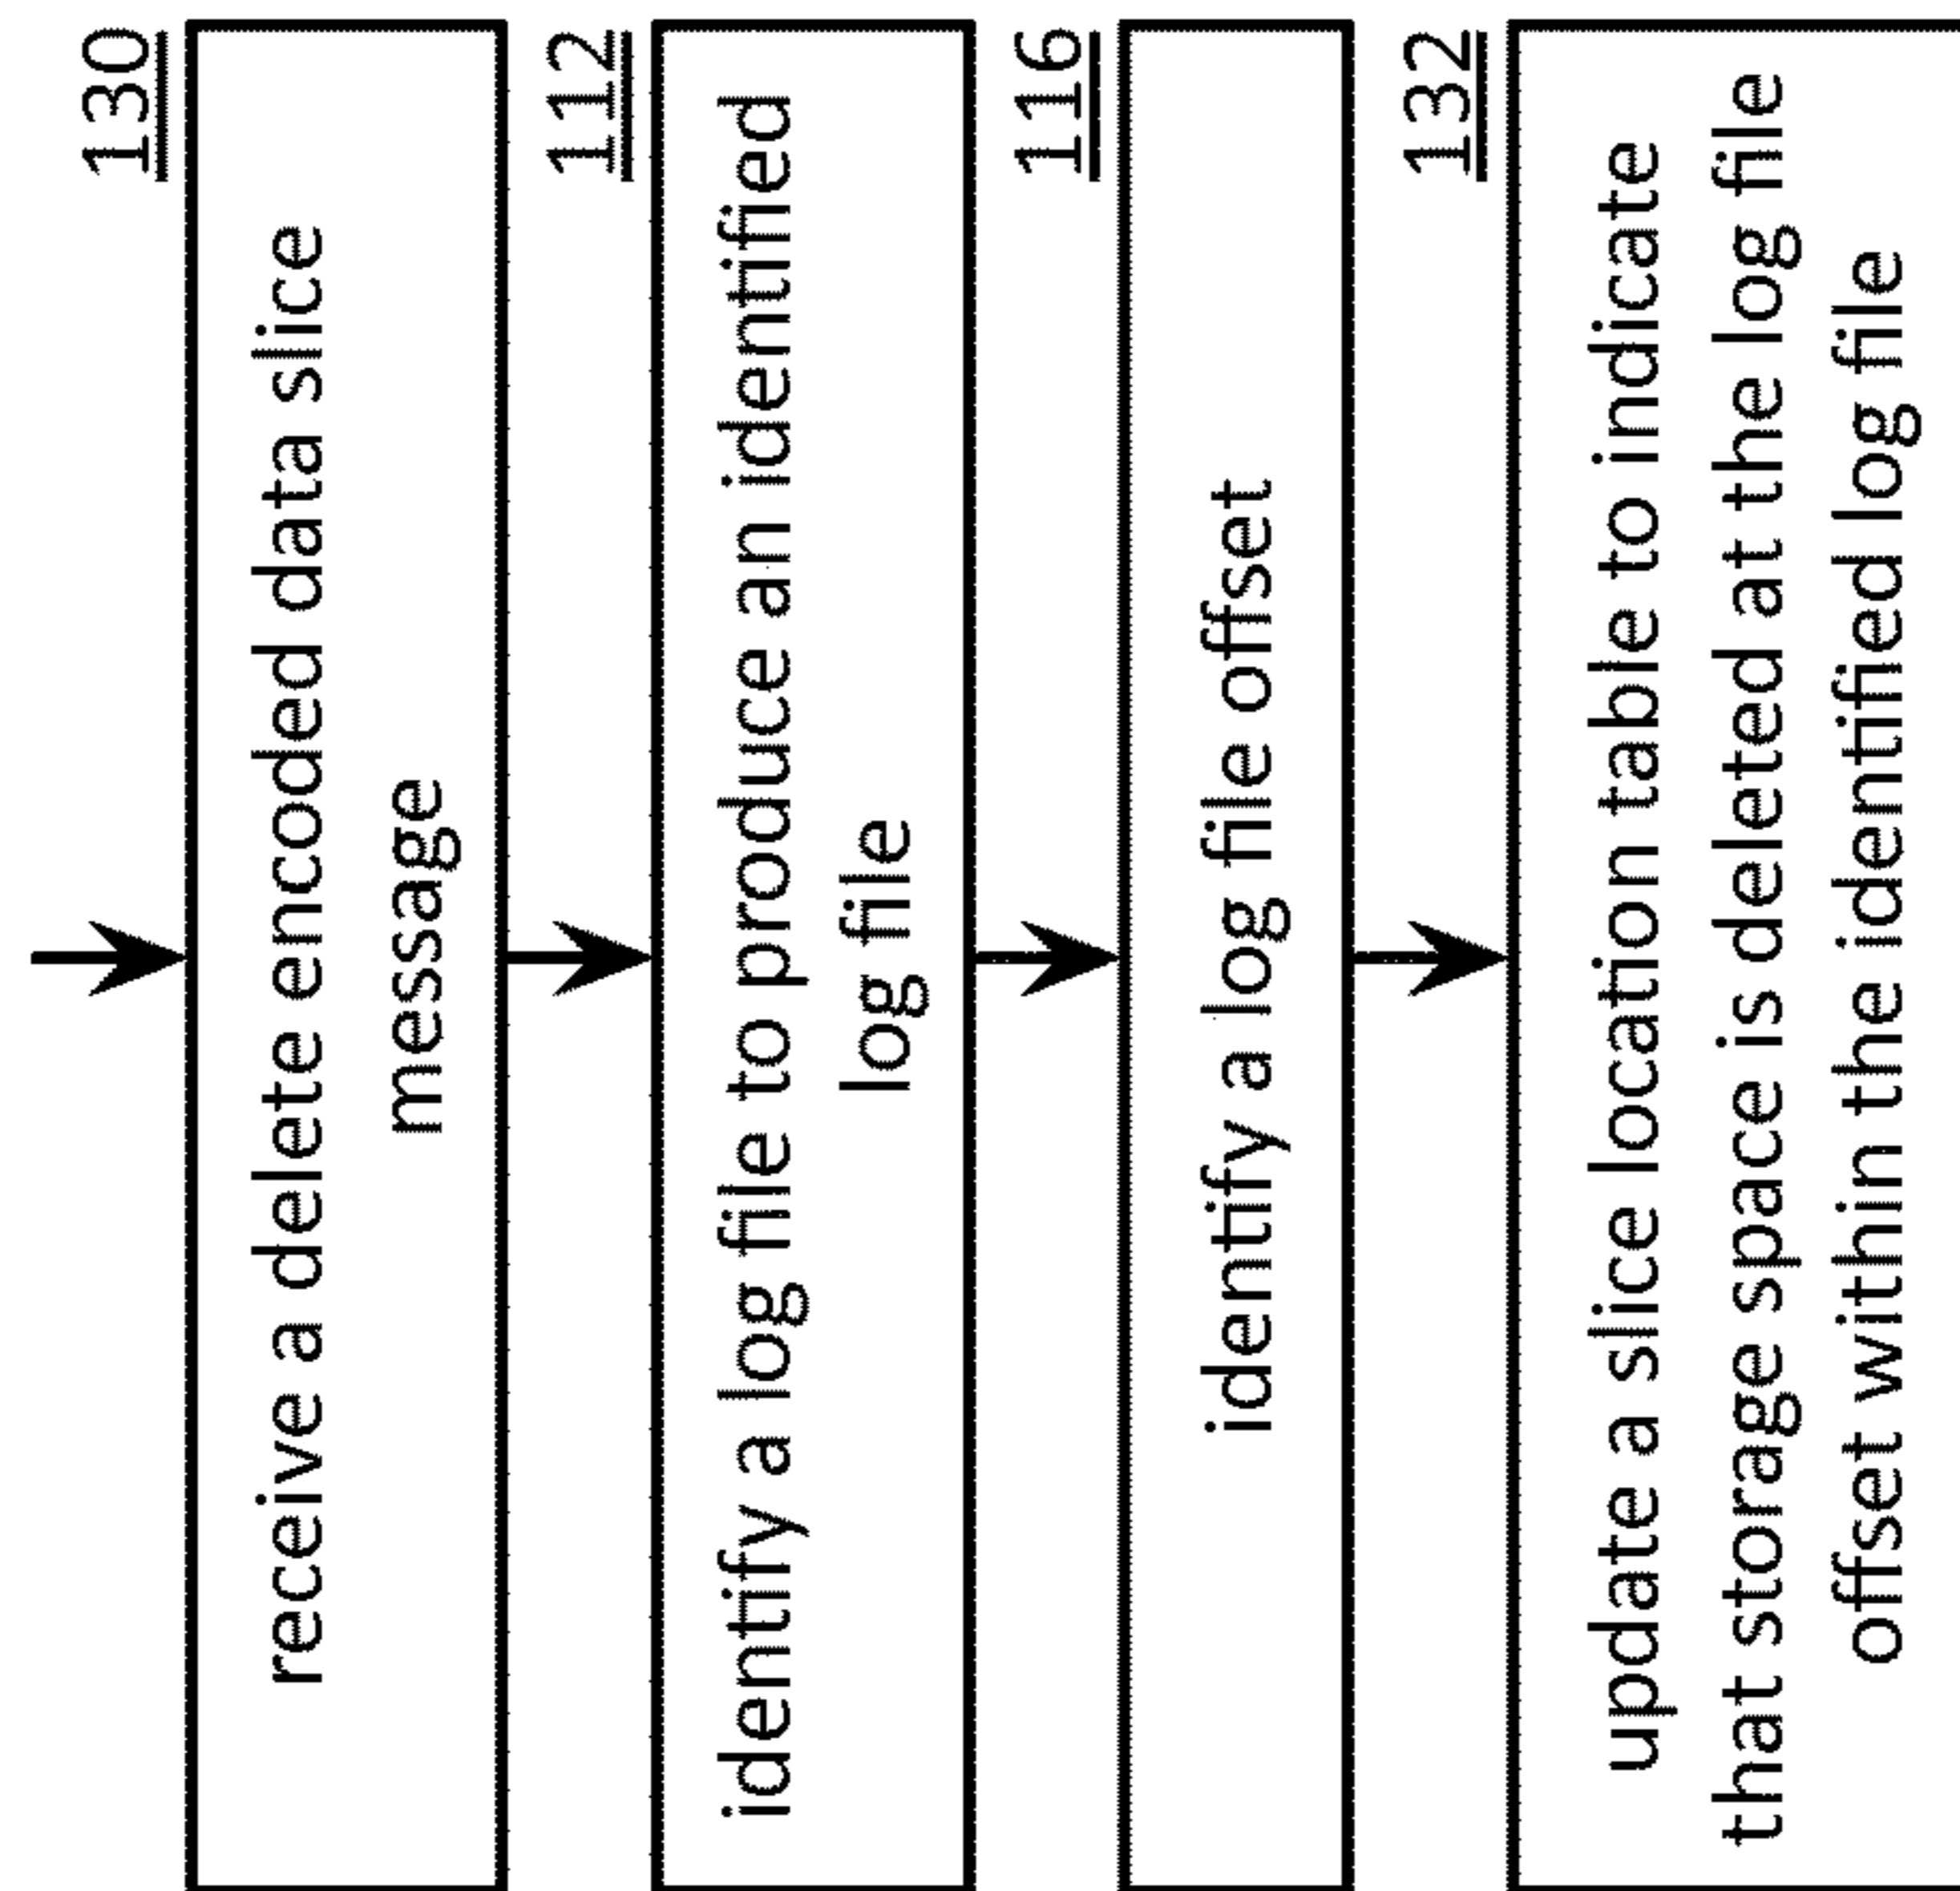 130
receive a delete encoded data slice
message
112
identify a log file to produce an identified
log file
116
identify a log file offset
132
update a slice location table to indicate
that storage space is deleted at the log file
offset within the identified log file